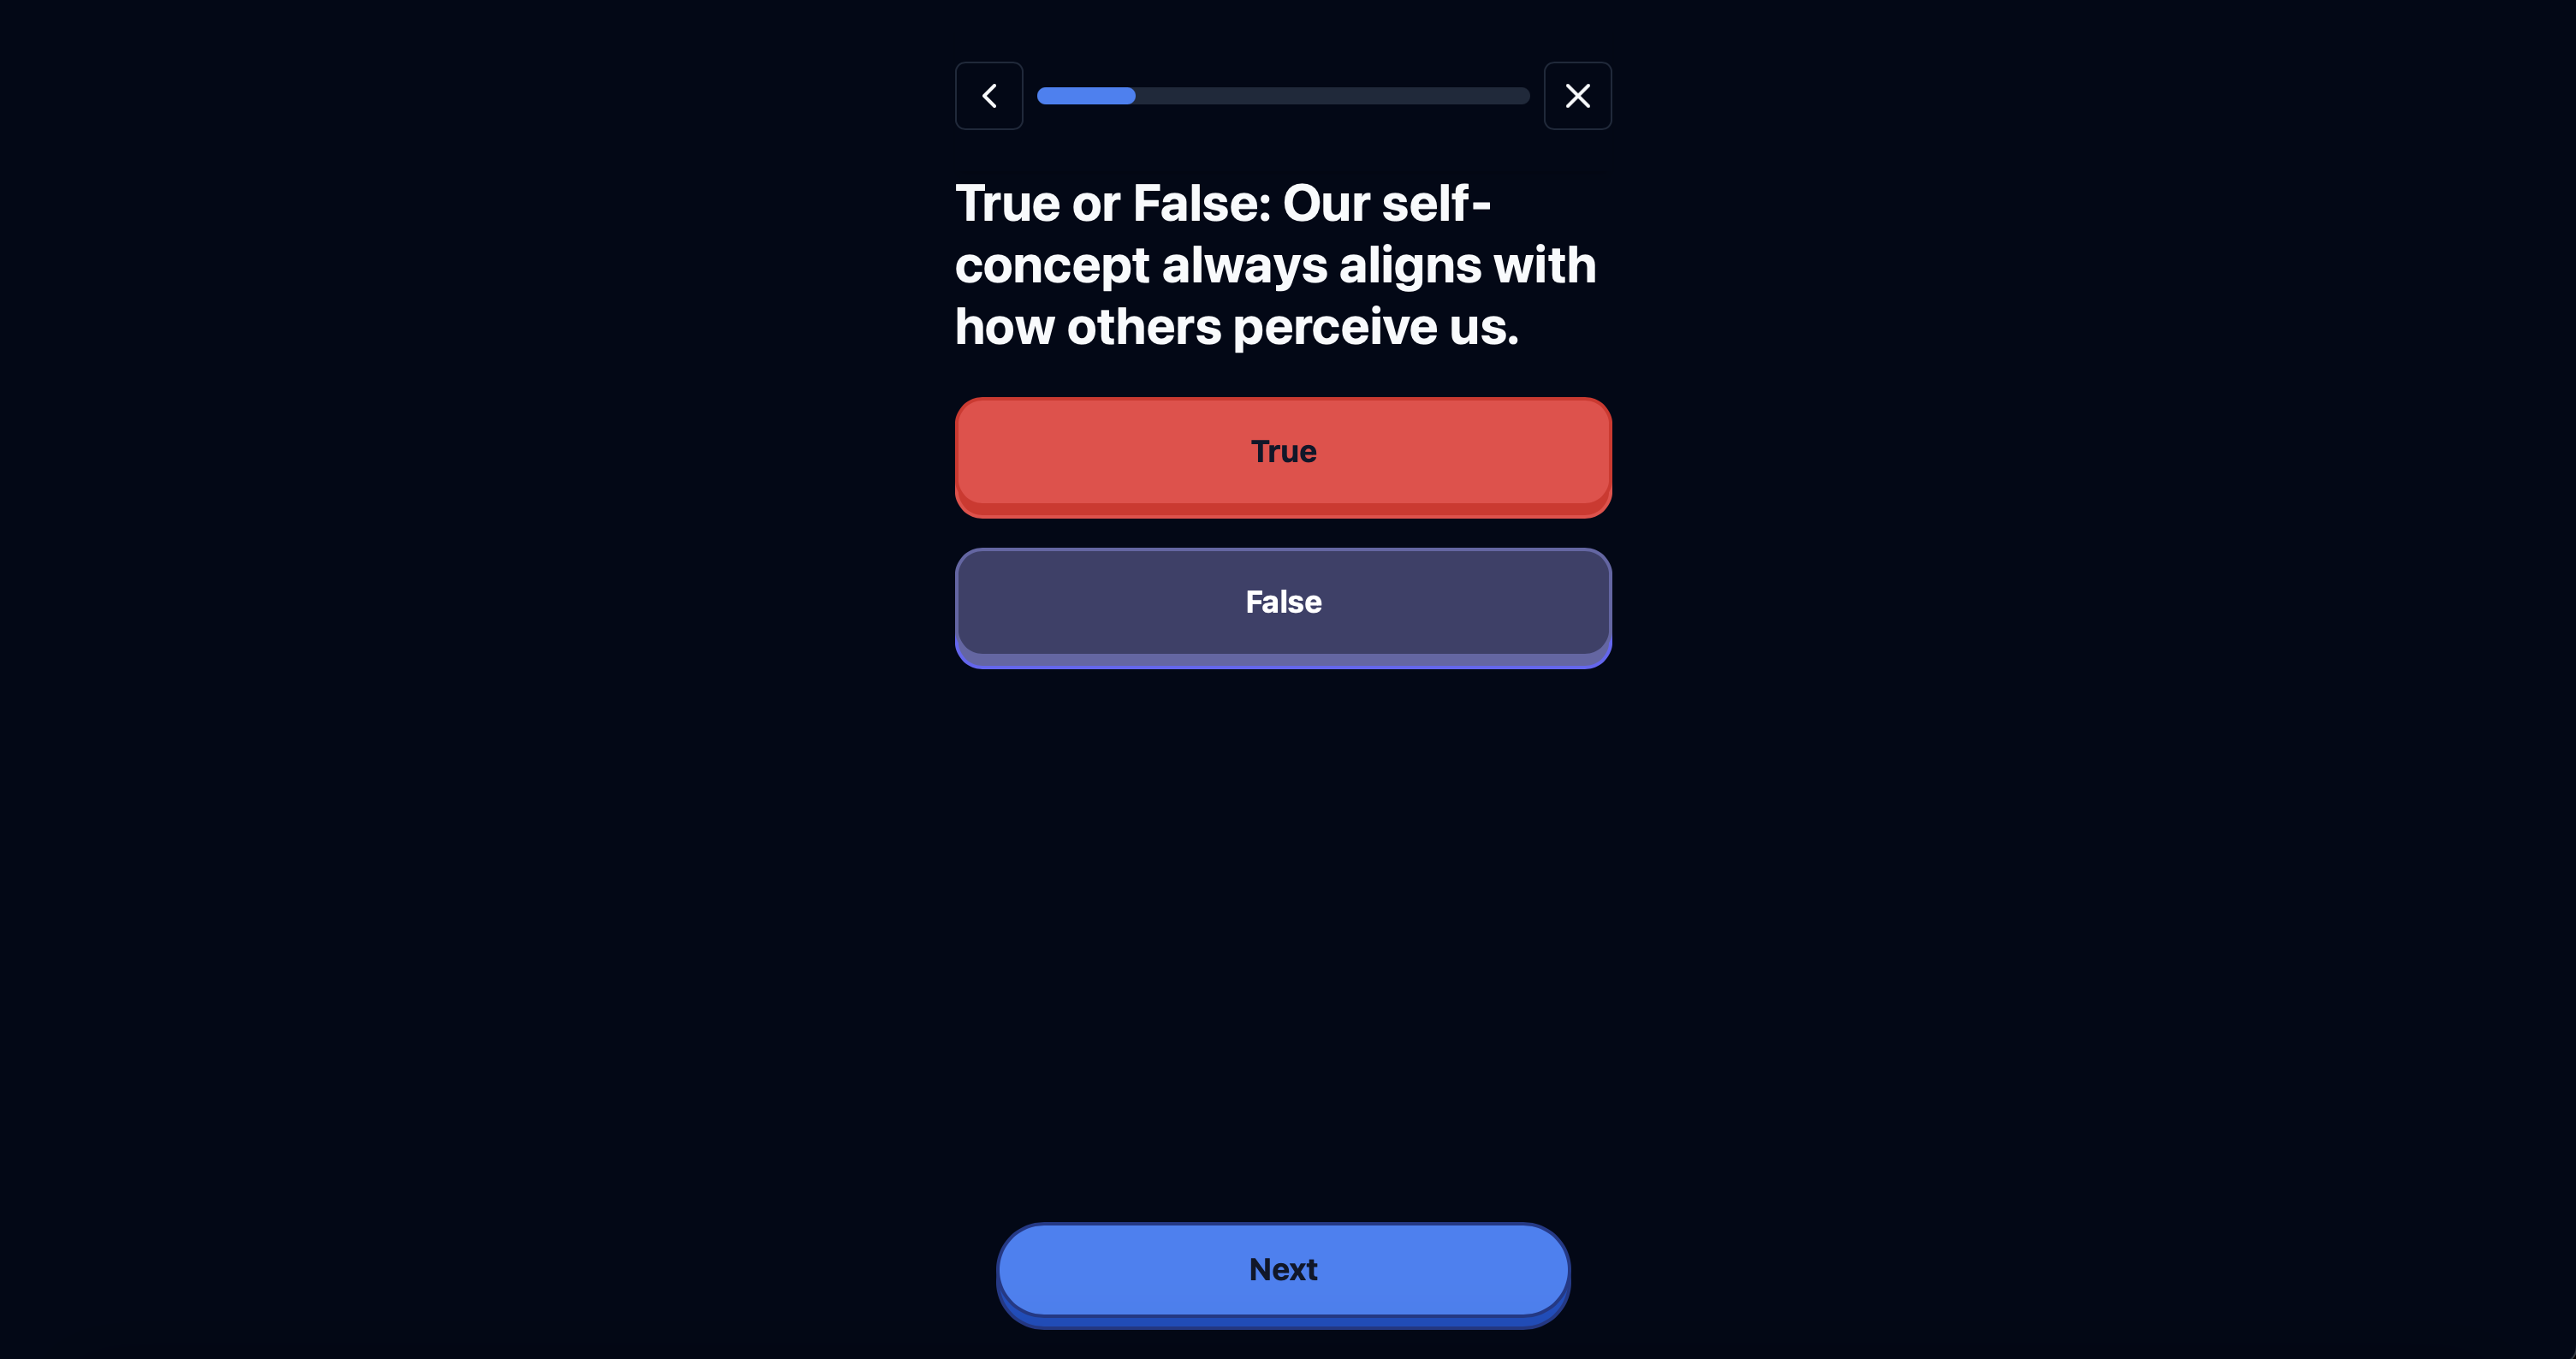 True or False: Our self-
concept always aligns with
how others perceive us.
True
False
Next